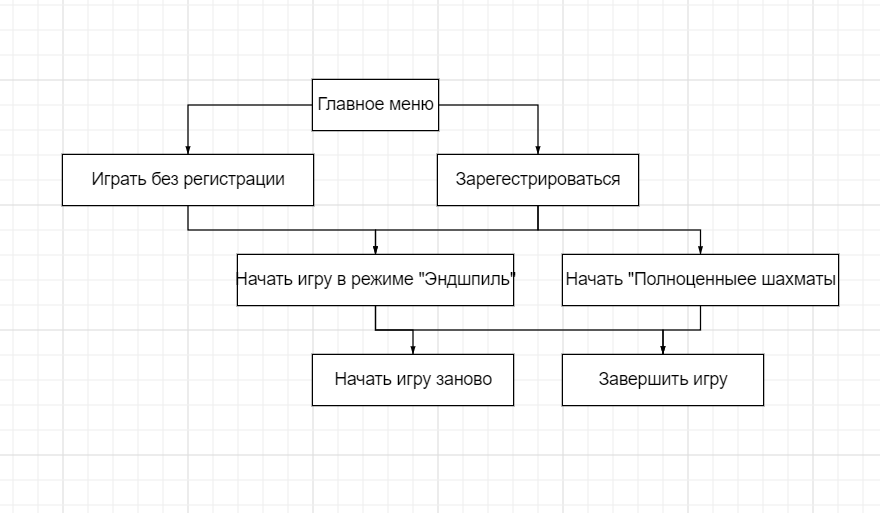 Главное меню
Играть без регистрации
Зарегестрироваться
Начать игру в режиме "Эндшпиль"
Начать "Полноценныее шахматы
Начать игру заново
Завершить игру